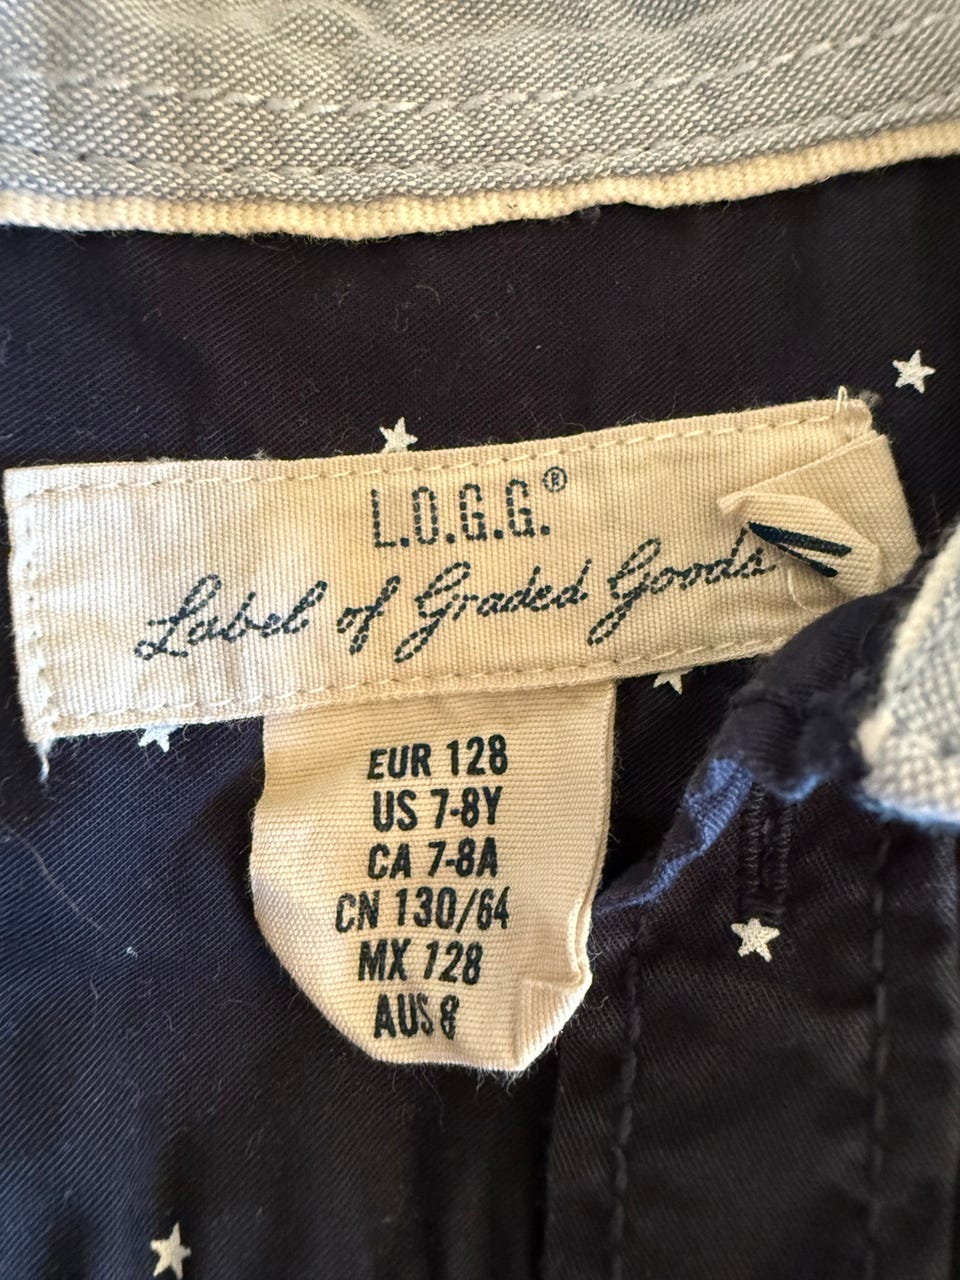 L.O.G.G.®
Label of Graded Goods
EUR 128
US 7-8Y
CA 7-8A
CN 130/64
MX 128
AUS 8